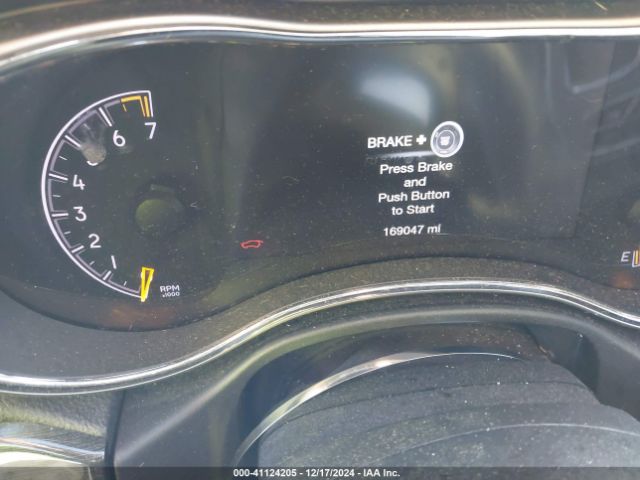 7
6
4
3
2
1
RPM
x1000
BRAKE +
Press Brake
and
Push Button
to Start
169047 mi
E
000-41124205 - 12/17/2024 - IAA Inc.